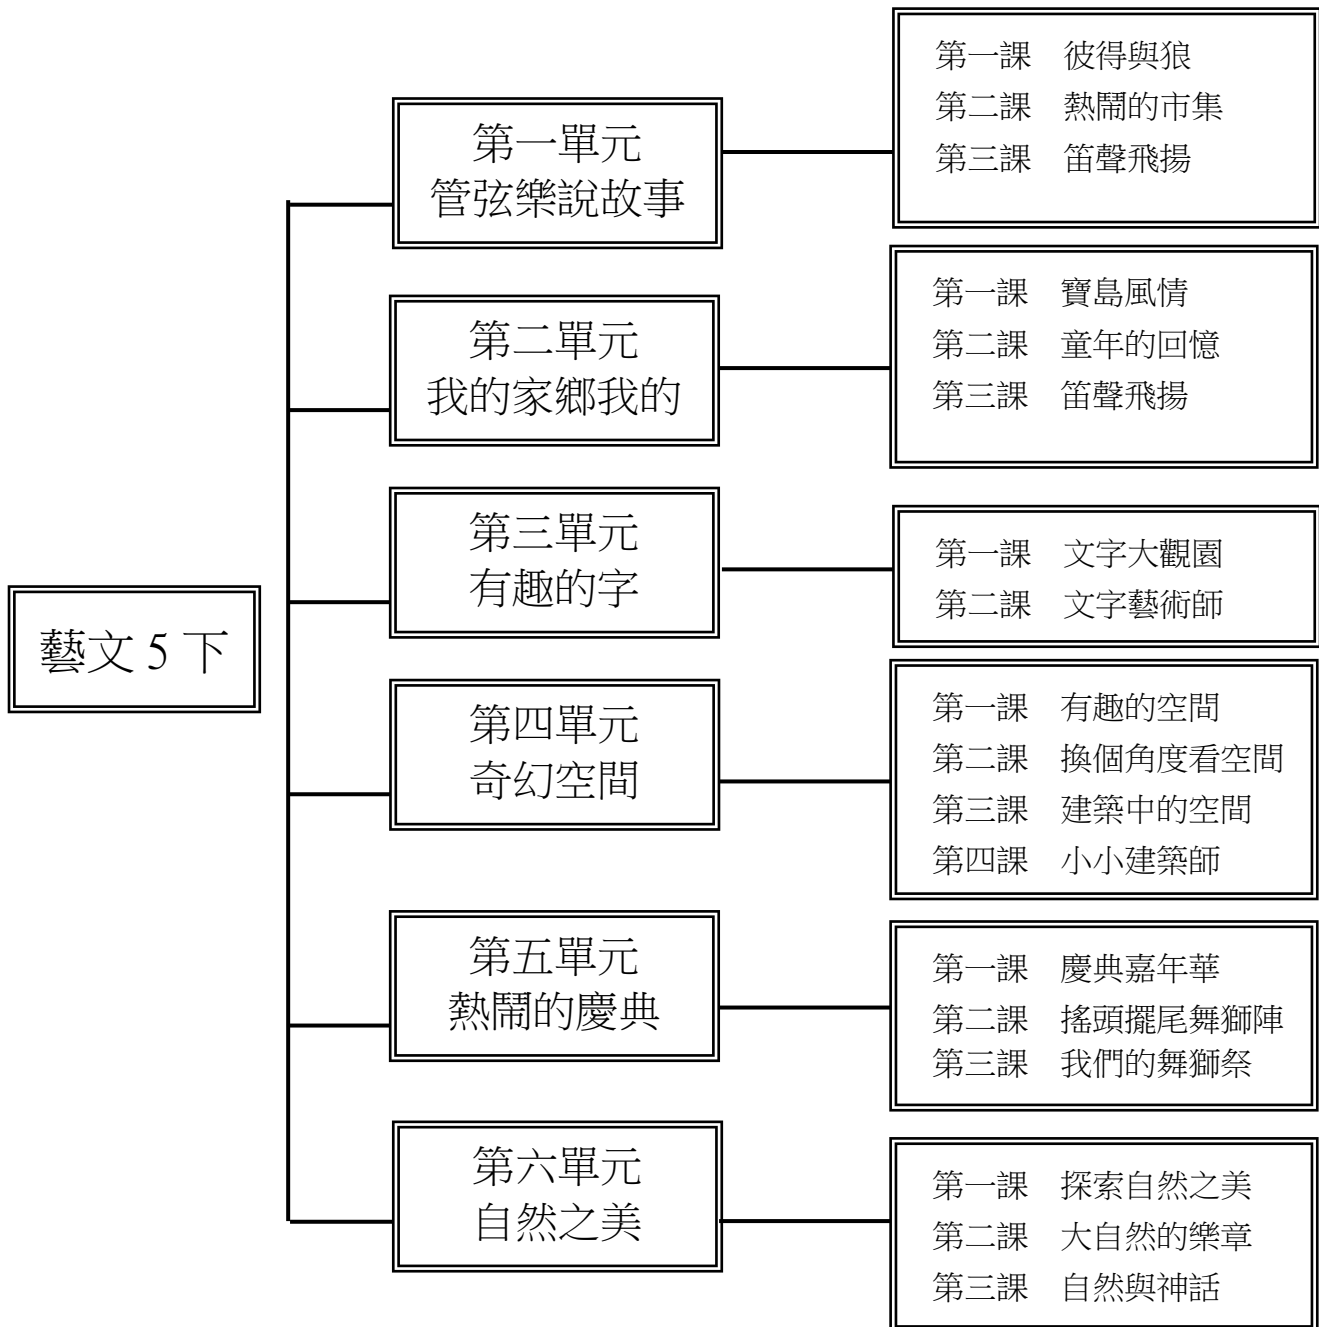 藝文 5 下
第一單元
管弦樂說故事
第一課　彼得與狼
第二課　熱鬧的市集
第三課　笛聲飛揚
第二單元
我的家鄉我的
第一課　寶島風情
第二課　童年的回憶
第三課　笛聲飛揚
第三單元
有趣的字
第一課　文字大觀園
第二課　文字藝術師
第四單元
奇幻空間
第一課　有趣的空間
第二課　換個角度看空間
第三課　建築中的空間
第四課　小小建築師
第五單元
熱鬧的慶典
第一課　慶典嘉年華
第二課　搖頭擺尾舞獅陣
第三課　我們的舞獅祭
第六單元
自然之美
第一課　探索自然之美
第二課　大自然的樂章
第三課　自然與神話